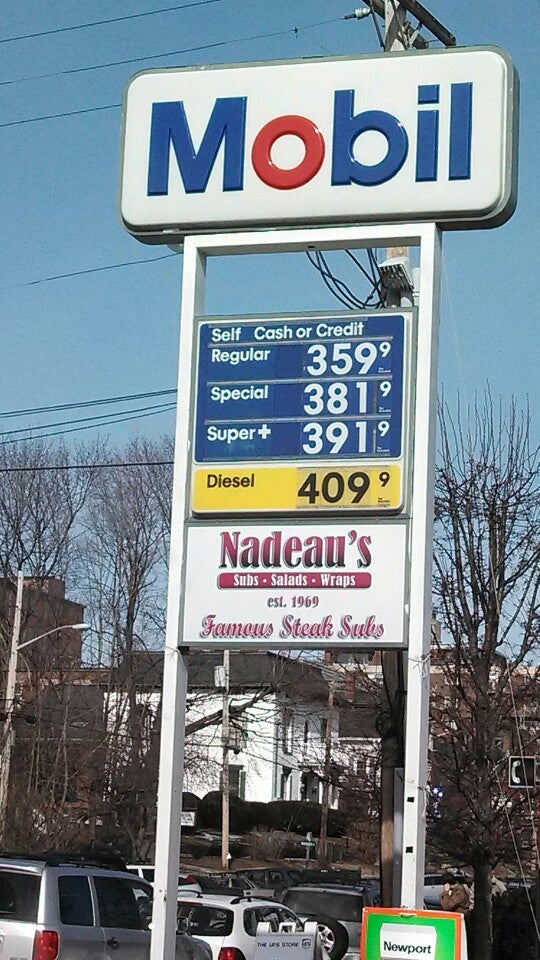 Mobil
Self Cash or Credit
Regular 359 9
Special 381 9
Super+ 391 9
Diesel 409 9
Nadeau's
Subs • Salads • Wraps
est. 1969
Famous Steak Subs
THE UPS STORE
Newport